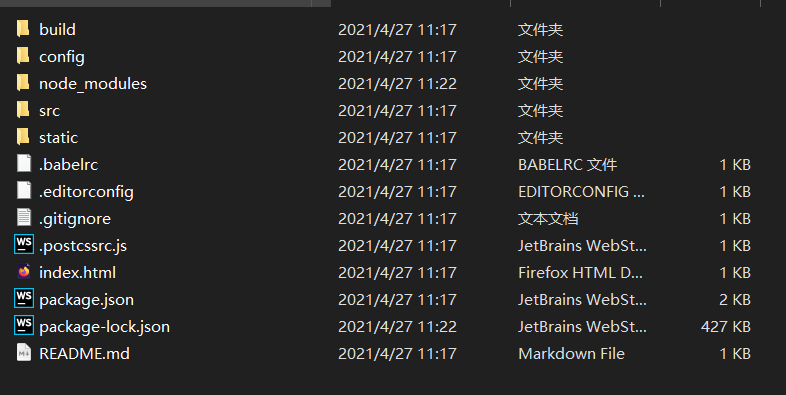 build 2021/4/27 11:17 文件夹
config 2021/4/27 11:17 文件夹
node_modules 2021/4/27 11:22 文件夹
src 2021/4/27 11:17 文件夹
static 2021/4/27 11:17 文件夹
.babelrc 2021/4/27 11:17 BABELRC 文件 1 KB
.editorconfig 2021/4/27 11:17 EDITORCONFIG ... 1 KB
.gitignore 2021/4/27 11:17 文本文档 1 KB
WS .postcssrc.js 2021/4/27 11:17 JetBrains WebSt... 1 KB
index.html 2021/4/27 11:17 Firefox HTML D... 1 KB
WS package.json 2021/4/27 11:17 JetBrains WebSt... 2 KB
WS package-lock.json 2021/4/27 11:22 JetBrains WebSt... 427 KB
README.md 2021/4/27 11:17 Markdown File 1 KB